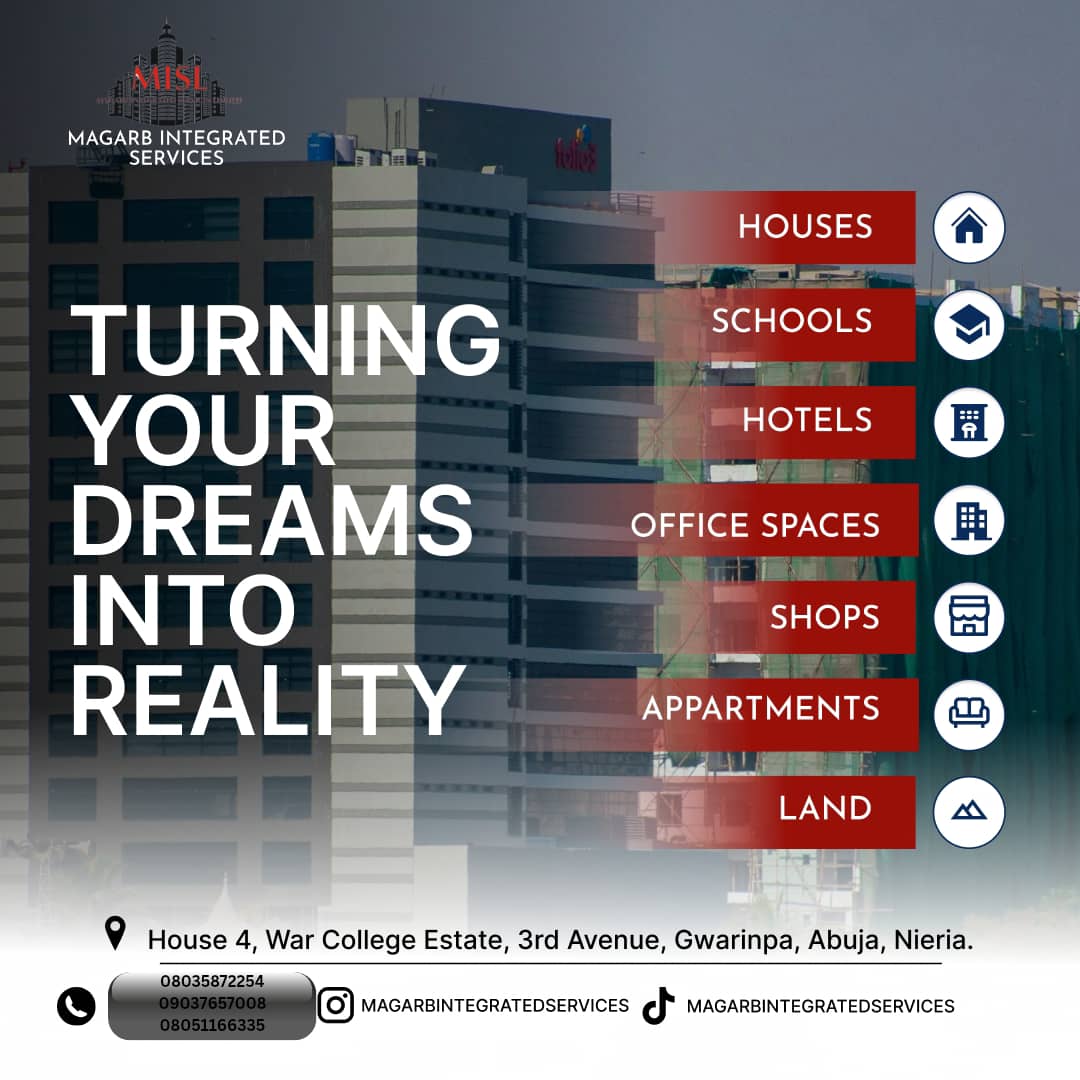 MISL
MAGARB INTEGRATED
SERVICES
folio3
HOUSES
SCHOOLS
HOTELS
OFFICE SPACES
SHOPS
APPARTMENTS
LAND
TURNING
YOUR
DREAMS
INTO
REALITY
House 4, War College Estate, 3rd Avenue, Gwarinpa, Abuja, Nieria.
08035872254
09037657008
08051166335
MAGARBINTEGRATEDSERVICES
MAGARBINTEGRATEDSERVICES